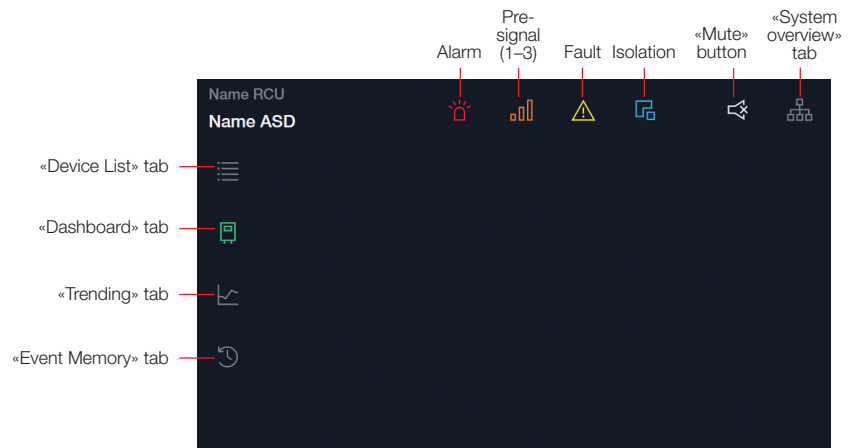 Alarm
Pre-
signal
(1–3)
Fault
Isolation
«Mute»
button
«System
overview»
tab
Name RCU
Name ASD
«Device List» tab
«Dashboard» tab
«Trending» tab
«Event Memory» tab